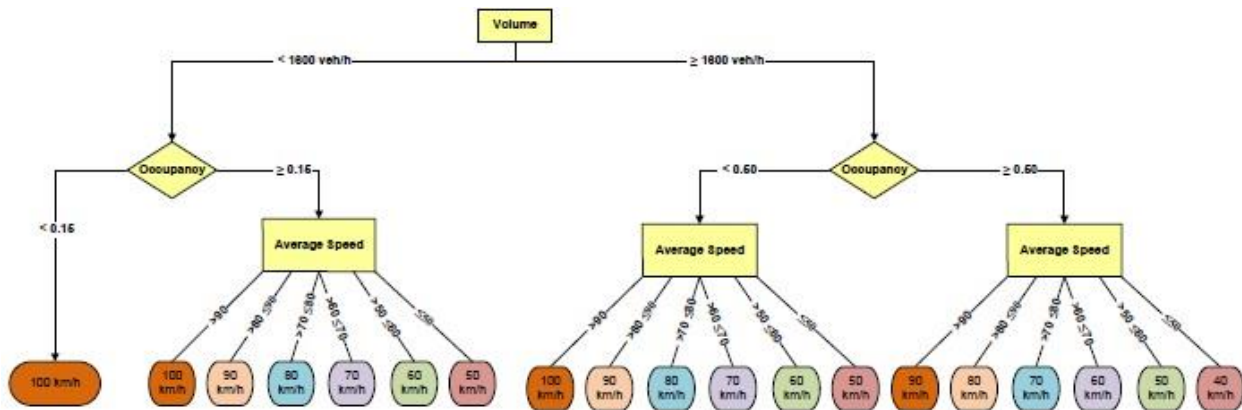 Volume
< 1600 veh/h
≥ 1600 veh/h
Occupancy
Occupancy
≥ 0.15
< 0.50
≥ 0.50
< 0.15
Average Speed
Average Speed
Average Speed
>90
>80 ≤90
>70 ≤80
>60 ≤70
>50 ≤60
≤50
>90
>80 ≤90
>70 ≤80
>60 ≤70
>50 ≤60
≤50
>90
>80 ≤90
>70 ≤80
>60 ≤70
>50 ≤60
≤50
100 km/h
100
km/h
90
km/h
80
km/h
70
km/h
60
km/h
50
km/h
100
km/h
90
km/h
80
km/h
70
km/h
60
km/h
50
km/h
90
km/h
80
km/h
70
km/h
60
km/h
50
km/h
40
km/h